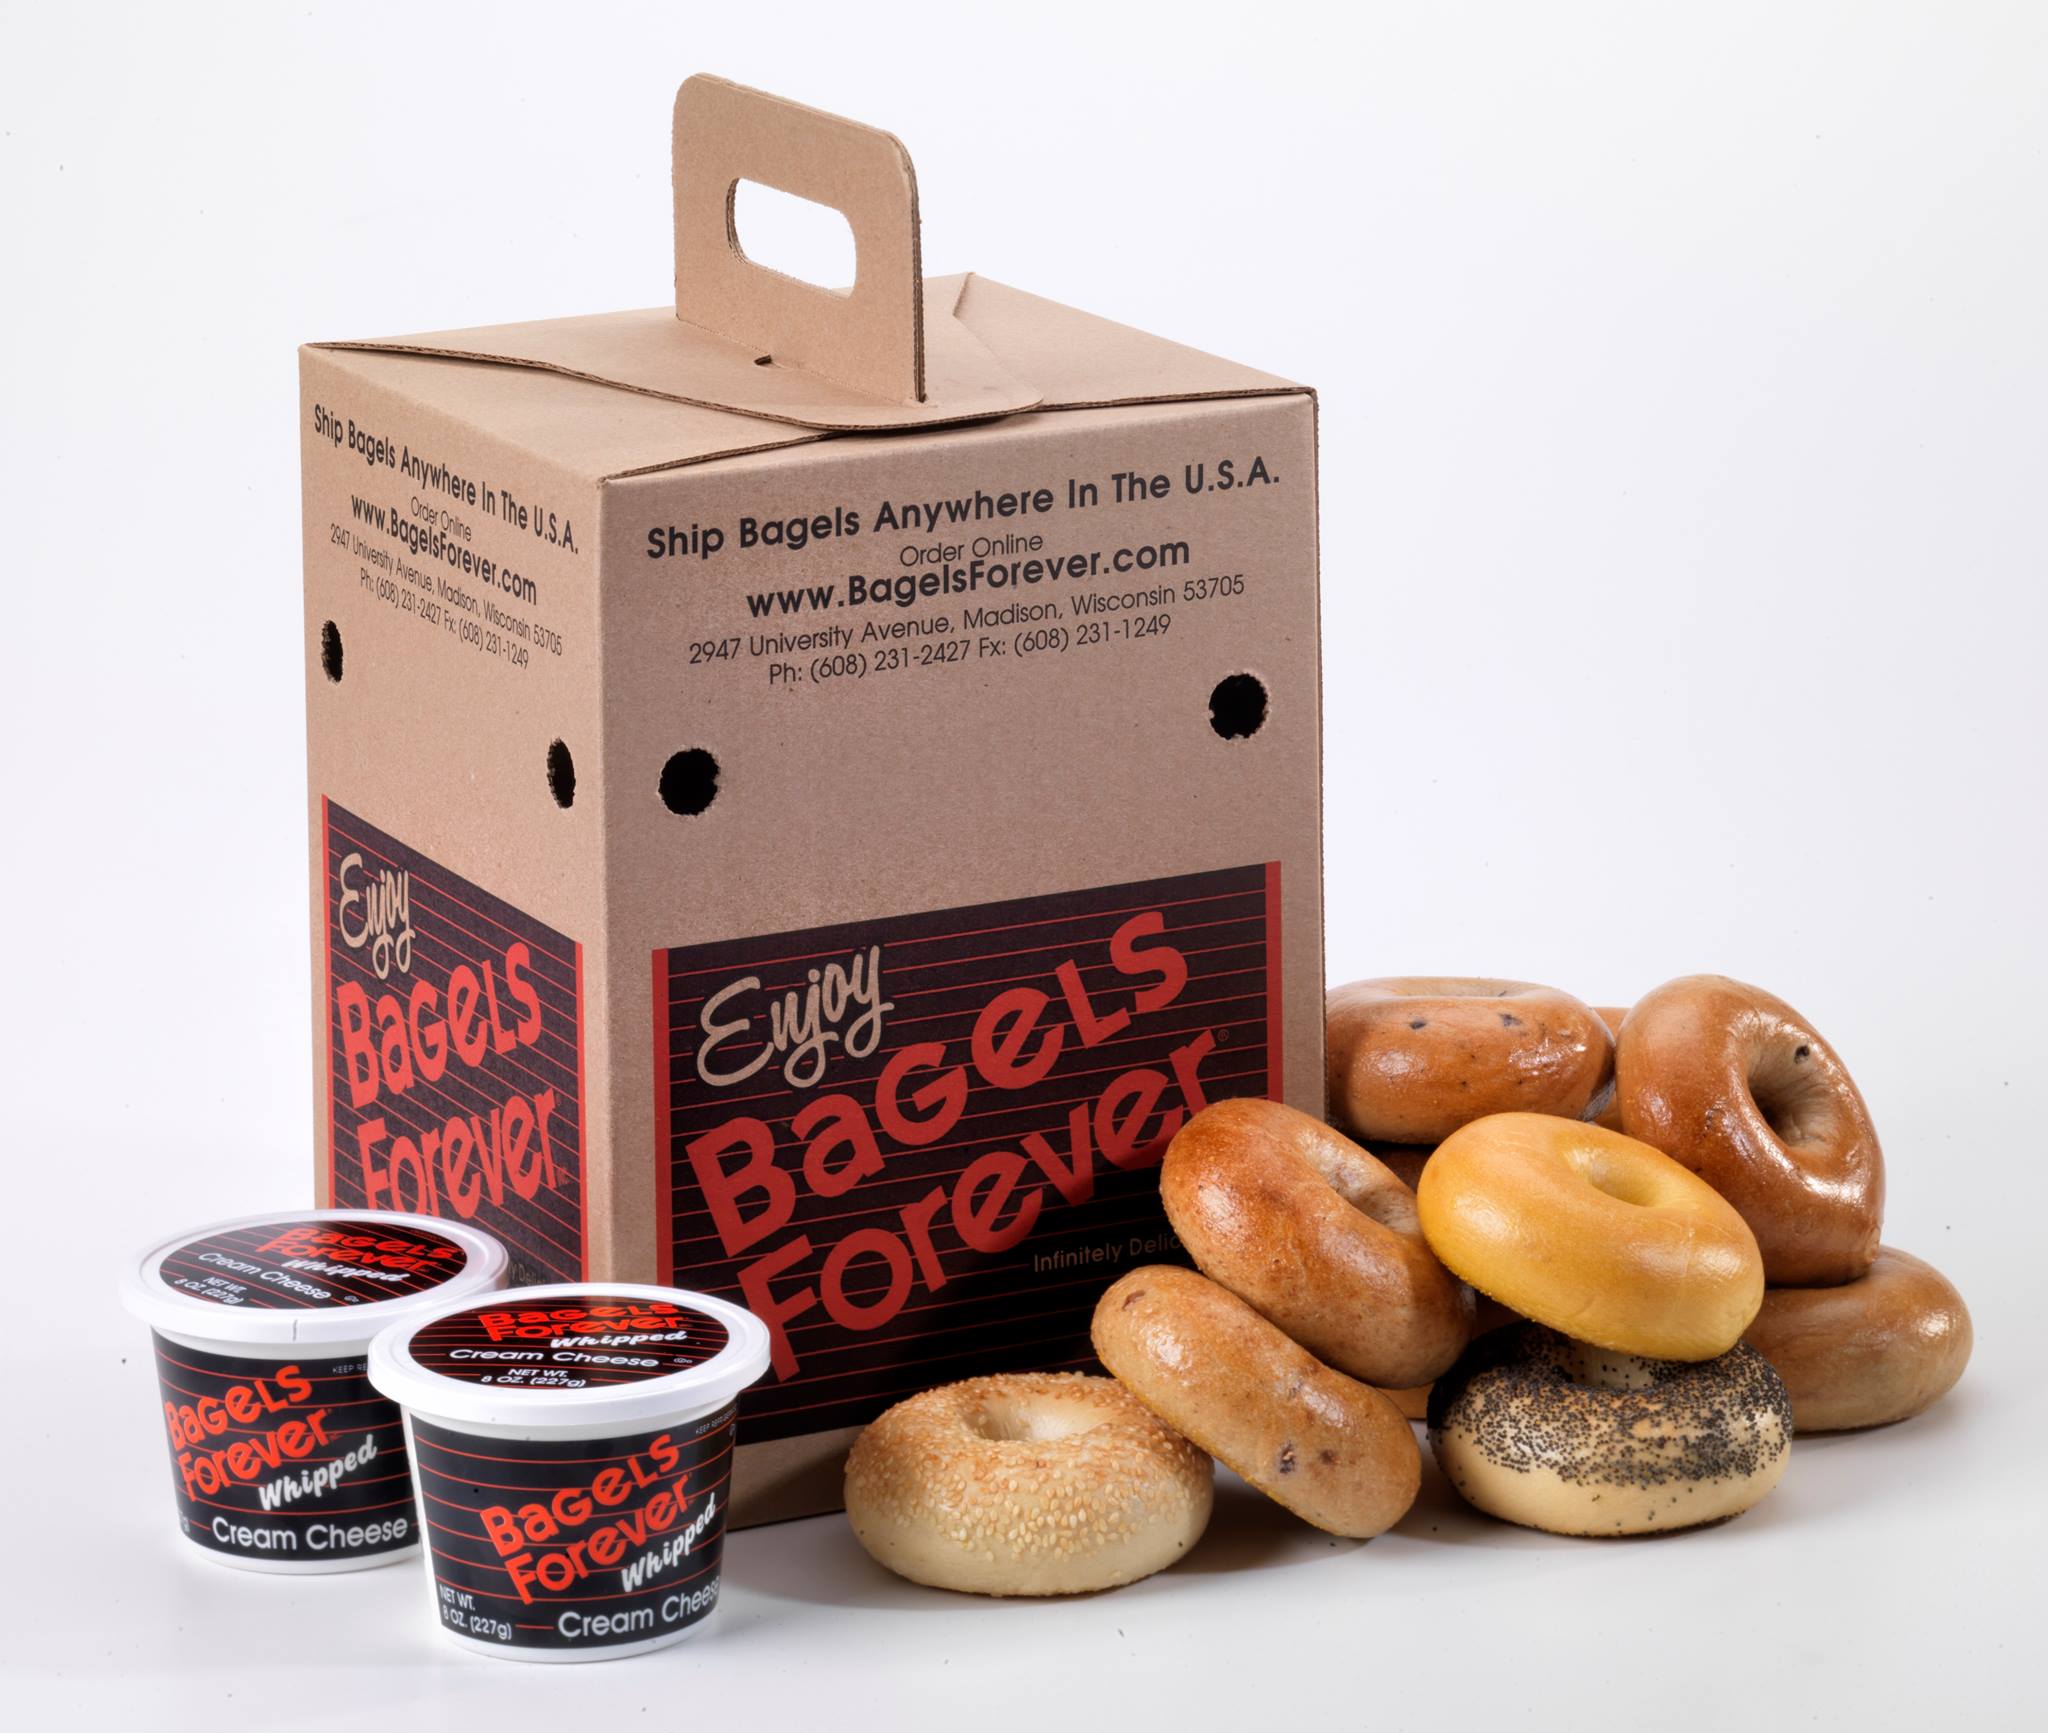 Ship Bagels Anywhere In The U.S.A.
Order Online
www.BagelsForever.com
2947 University Avenue, Madison, Wisconsin 53705
Ph: (608) 231-2427 Fx: (608) 231-1249
Enjoy
BaGeLS
Forever
Ship Bagels Anywhere In The U.S.A.
Order Online
www.BagelsForever.com
2947 University Avenue, Madison, Wisconsin 53705
Ph: (608) 231-2427 Fx: (608) 231-1249
Enjoy
BaGeLS
Forever
Infinitely
BaGeLS
Forever
Whipped
Cream Cheese
NET WT.
8 OZ. (227g)
KEEP
BaGeLS
Forever
Whipped
Cream Cheese
BaGeLS
Forever
Whipped
Cream Cheese
NET WT.
8 OZ. (227g)
KEEP
BaGeLS
Forever
Whipped
NET WT.
8 OZ. (227g)
Cream Cheese